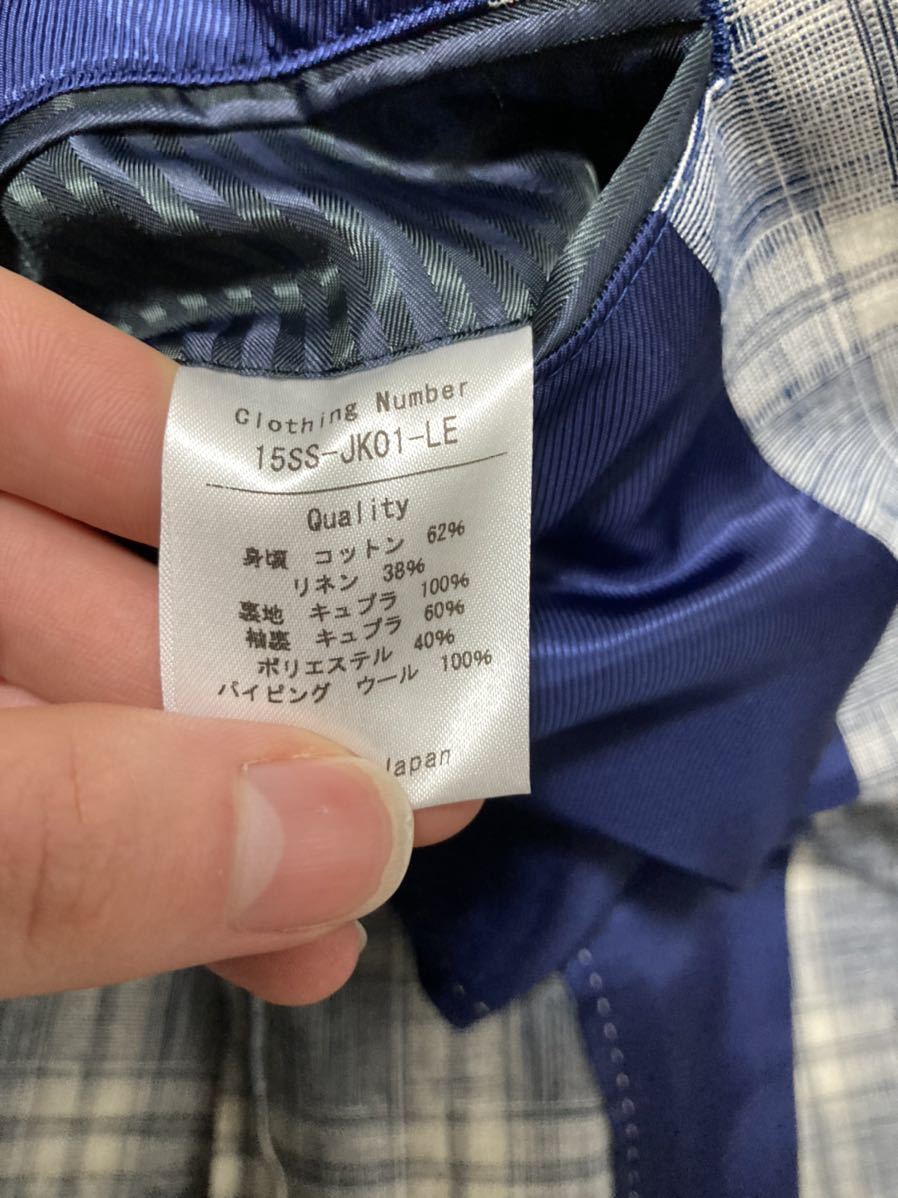 Clothing Number
15SS-JK01-LE
Quality
身頃 コットン 62%
リネン 38%
裏地 キュプラ 100%
袖裏 キュプラ 60%
ポリエステル 40%
パイピング ウール 100%
Japan